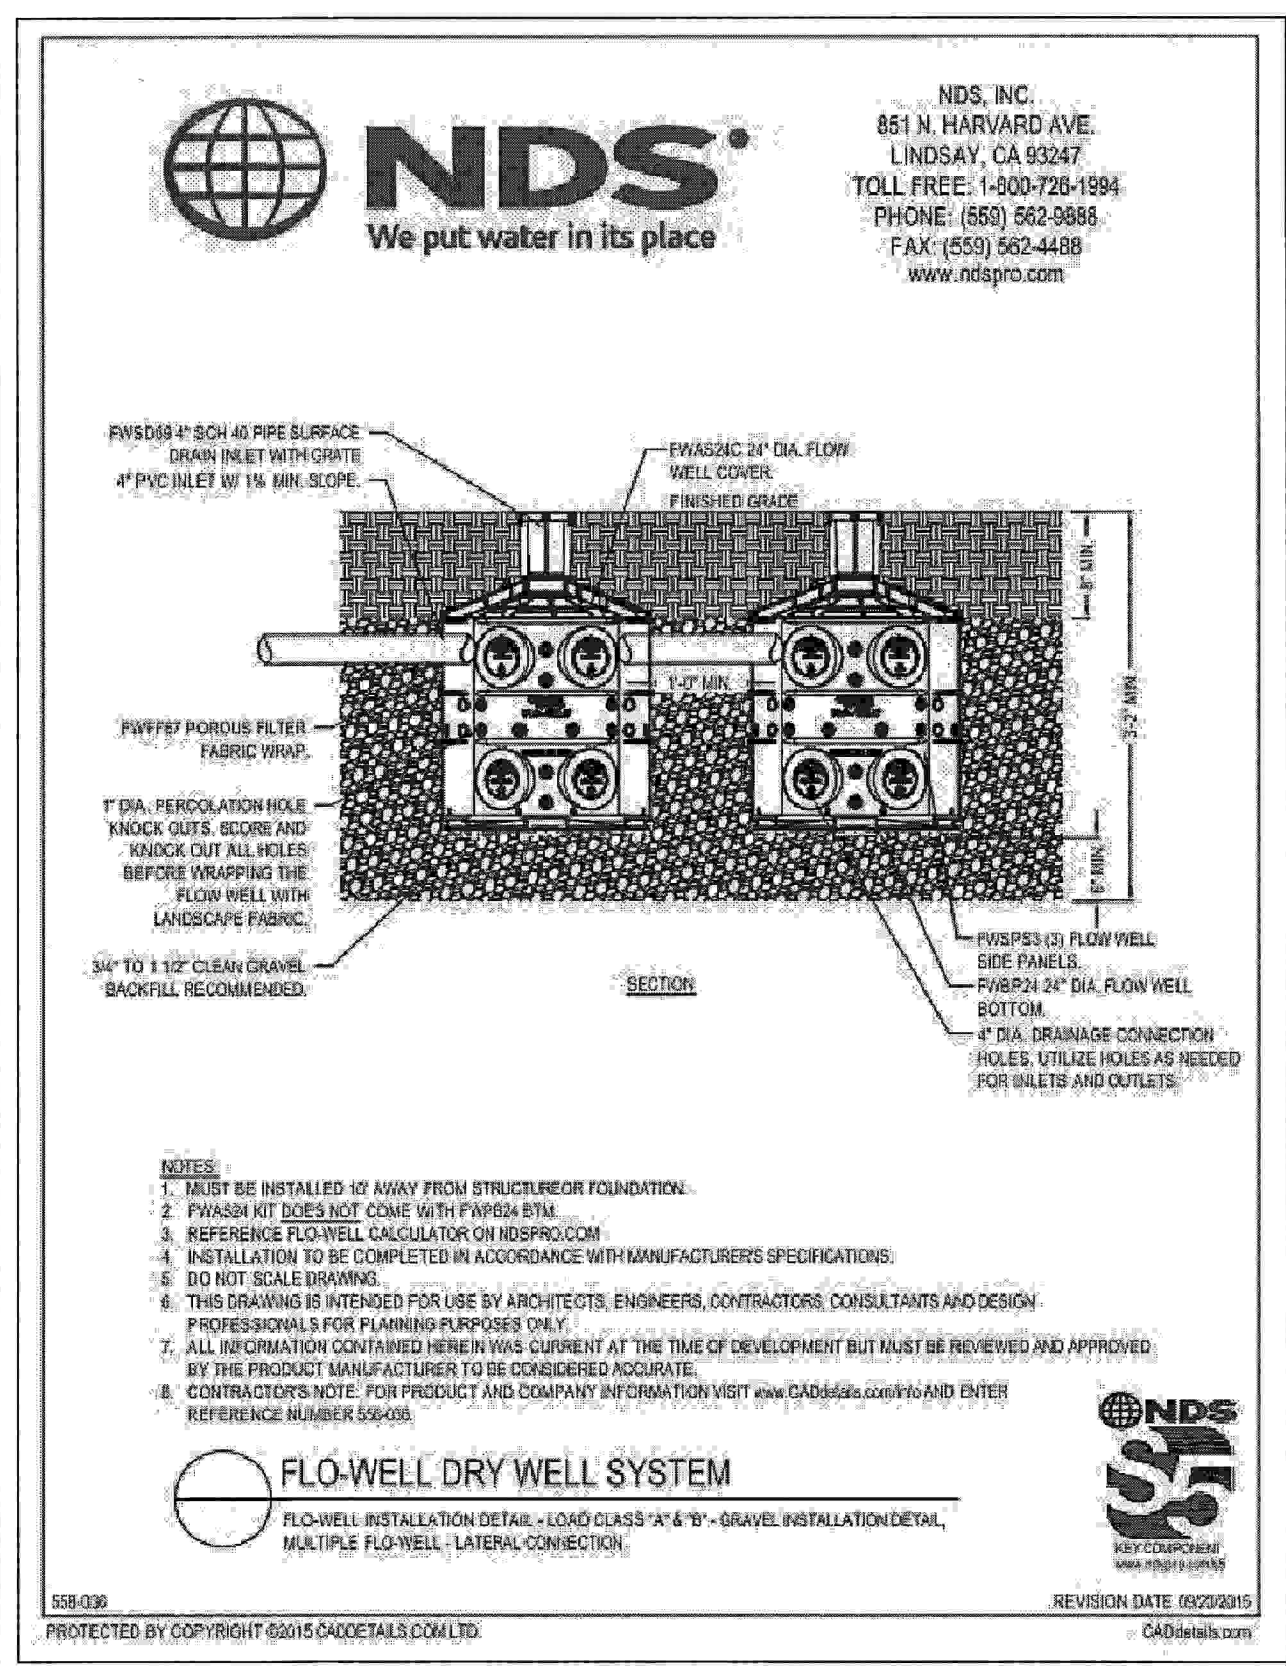 NDS
We put water in its place
NDS, INC.
851 N. HARVARD AVE.
LINDSAY, CA 93247
TOLL FREE: 1-800-726-1994
PHONE: (559) 562-9888
FAX: (559) 562-4488
www.ndspro.com
FWSD69 4" SCH 40 PIPE SURFACE
DRAIN INLET WITH GRATE
4" PVC INLET W/ 1% MIN. SLOPE.
FWAS24C 24" DIA. FLOW
WELL COVER.
FINISHED GRADE
8" MIN.
1'-0" MIN.
3'-2" MIN.
6" MIN.
FWFF67 POROUS FILTER
FABRIC WRAP.
1" DIA. PERCOLATION HOLE
KNOCK OUTS, SCORE AND
KNOCK OUT ALL HOLES
BEFORE WRAPPING THE
FLOW WELL WITH
LANDSCAPE FABRIC.
3/4" TO 1 1/2" CLEAN GRAVEL
BACKFILL RECOMMENDED.
SECTION
FWSPS3 (3) FLOW WELL
SIDE PANELS.
FWBP24 24" DIA. FLOW WELL
BOTTOM.
4" DIA. DRAINAGE CONNECTION
HOLES. UTILIZE HOLES AS NEEDED
FOR INLETS AND OUTLETS.
NOTES:
1. MUST BE INSTALLED 10' AWAY FROM STRUCTUREOR FOUNDATION.
2. FWAS24 KIT DOES NOT COME WITH FWPB24 BTM.
3. REFERENCE FLO-WELL CALCULATOR ON NDSPRO.COM
4. INSTALLATION TO BE COMPLETED IN ACCORDANCE WITH MANUFACTURER'S SPECIFICATIONS.
5. DO NOT SCALE DRAWING.
6. THIS DRAWING IS INTENDED FOR USE BY ARCHITECTS, ENGINEERS, CONTRACTORS, CONSULTANTS AND DESIGN
PROFESSIONALS FOR PLANNING PURPOSES ONLY.
7. ALL INFORMATION CONTAINED HEREIN WAS CURRENT AT THE TIME OF DEVELOPMENT BUT MUST BE REVIEWED AND APPROVED
BY THE PRODUCT MANUFACTURER TO BE CONSIDERED ACCURATE.
8. CONTRACTOR'S NOTE: FOR PRODUCT AND COMPANY INFORMATION VISIT www.CADdetails.com/info AND ENTER
REFERENCE NUMBER 558-036.
FLO-WELL DRY WELL SYSTEM
FLO-WELL INSTALLATION DETAIL - LOAD CLASS "A" & "B" - GRAVEL INSTALLATION DETAIL,
MULTIPLE FLO-WELL - LATERAL CONNECTION.
NDS
S5
KEY COMPONENT
558-036
REVISION DATE 09/20/2015
PROTECTED BY COPYRIGHT ©2015 CADDETAILS.COM LTD.
CADdetails.com